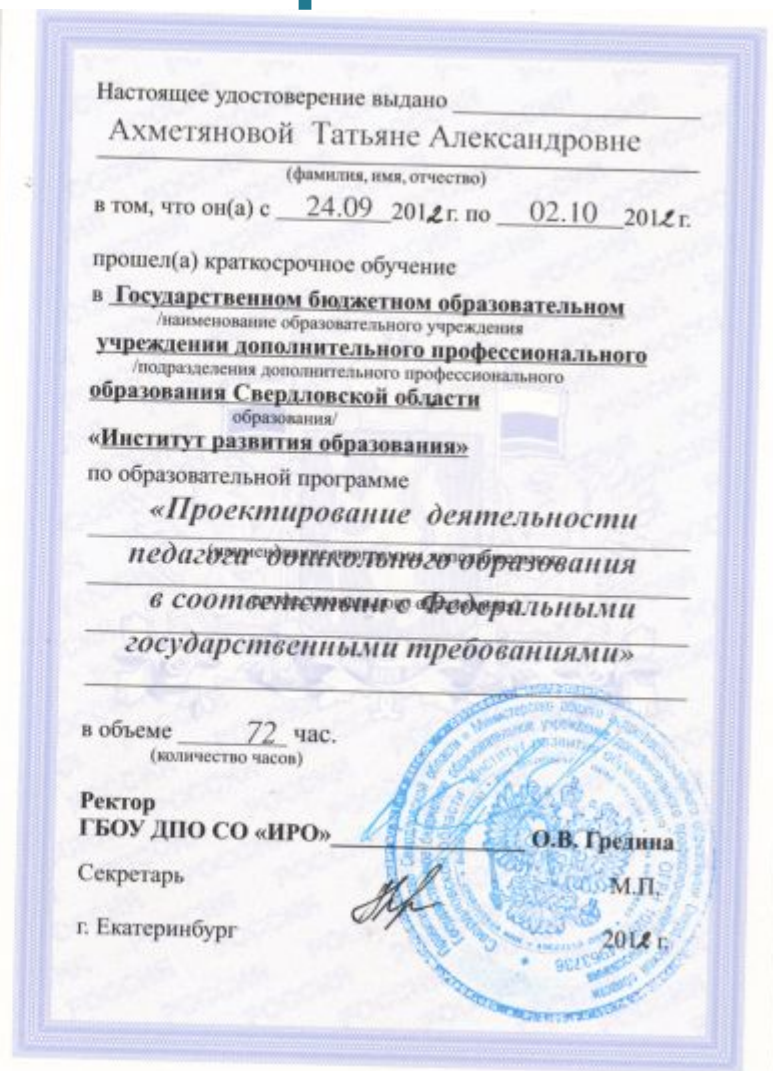 Настоящее удостоверение выдано
Ахметяновой Татьяне Александровне
(фамилия, имя, отчество)
в том, что он(а) с 24.09 2012 г. по 02.10 2012 г.
прошел(а) краткосрочное обучение
в Государственном бюджетном образовательном
/наименование образовательного учреждения
учреждении дополнительного профессионального
/подразделения дополнительного профессионального
образования Свердловской области
образования/
«Институт развития образования»
по образовательной программе
«Проектирование деятельности
педагога дошкольного образования
в соответствии с Федеральными
государственными требованиями»
в объеме 72 час.
(количество часов)
Ректор
ГБОУ ДПО СО «ИРО» О.В. Гредина
Секретарь М.П.
г. Екатеринбург 2012 г.